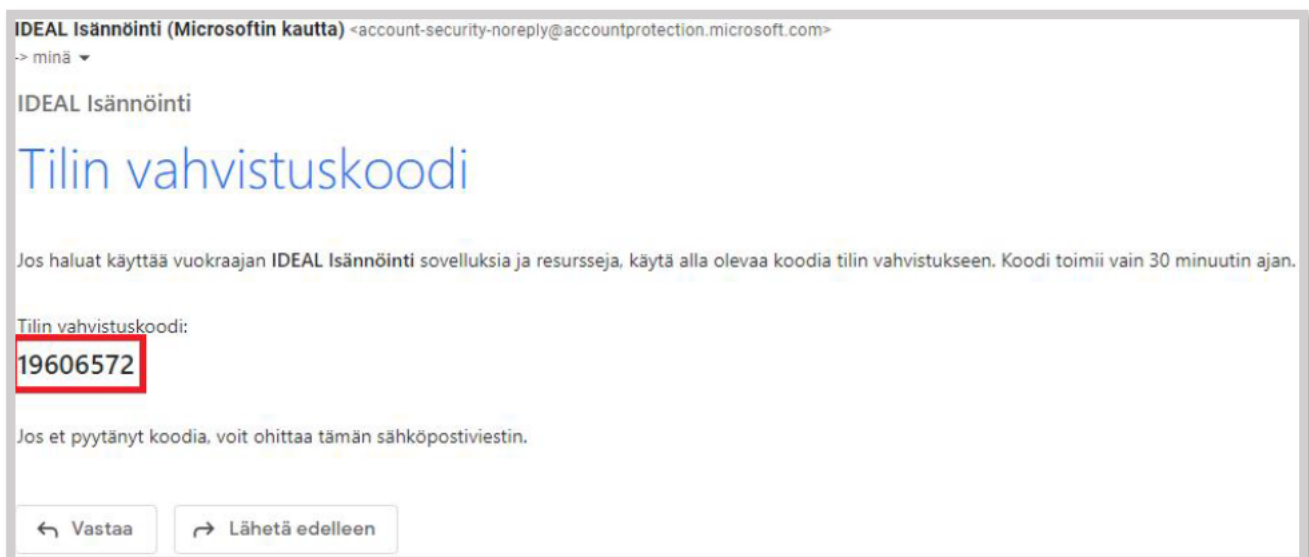 IDEAL Isännöinti (Microsoftin kautta) <account-security-noreply@accountprotection.microsoft.com>
-> minä
IDEAL Isännöinti
Tilin vahvistuskoodi
Jos haluat käyttää vuokraajan IDEAL Isännöinti sovelluksia ja resursseja, käytä alla olevaa koodia tilin vahvistukseen. Koodi toimii vain 30 minuutin ajan.
Tilin vahvistuskoodi:
19606572
Jos et pyytänyt koodia, voit ohittaa tämän sähköpostiviestin.
Vastaa Lähetä edelleen